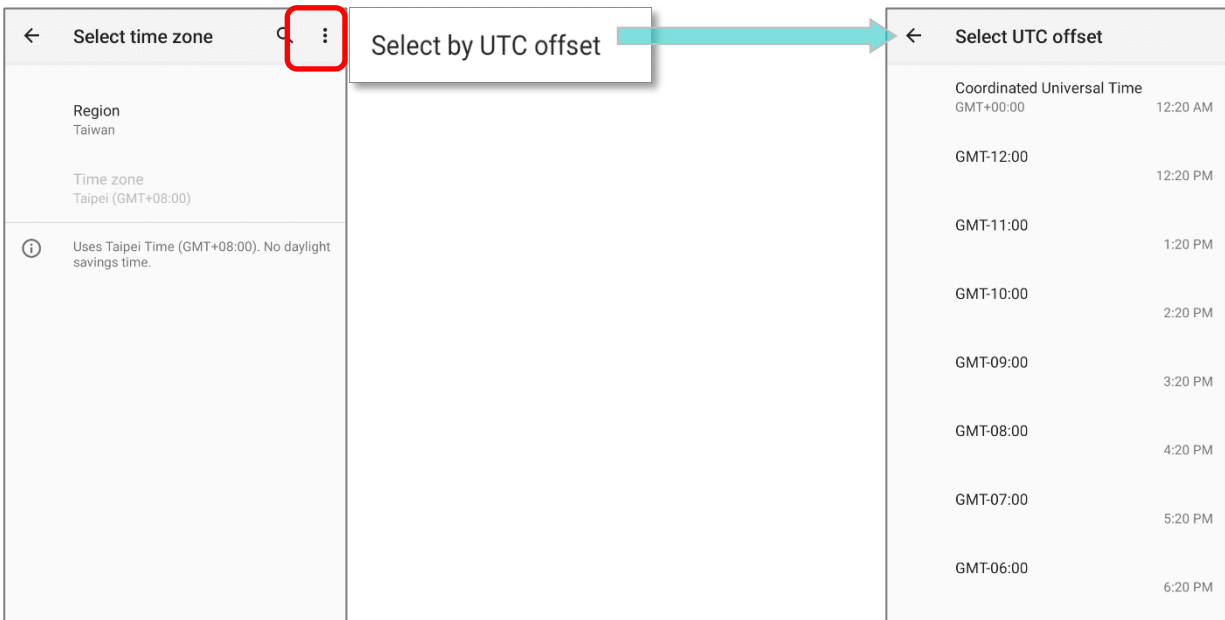 Select time zone
Region
Taiwan
Time zone
Taipei (GMT+08:00)
Uses Taipei Time (GMT+08:00). No daylight
savings time.
Select by UTC offset
Select UTC offset
Coordinated Universal Time
GMT+00:00 12:20 AM
GMT-12:00
12:20 PM
GMT-11:00
1:20 PM
GMT-10:00
2:20 PM
GMT-09:00
3:20 PM
GMT-08:00
4:20 PM
GMT-07:00
5:20 PM
GMT-06:00
6:20 PM